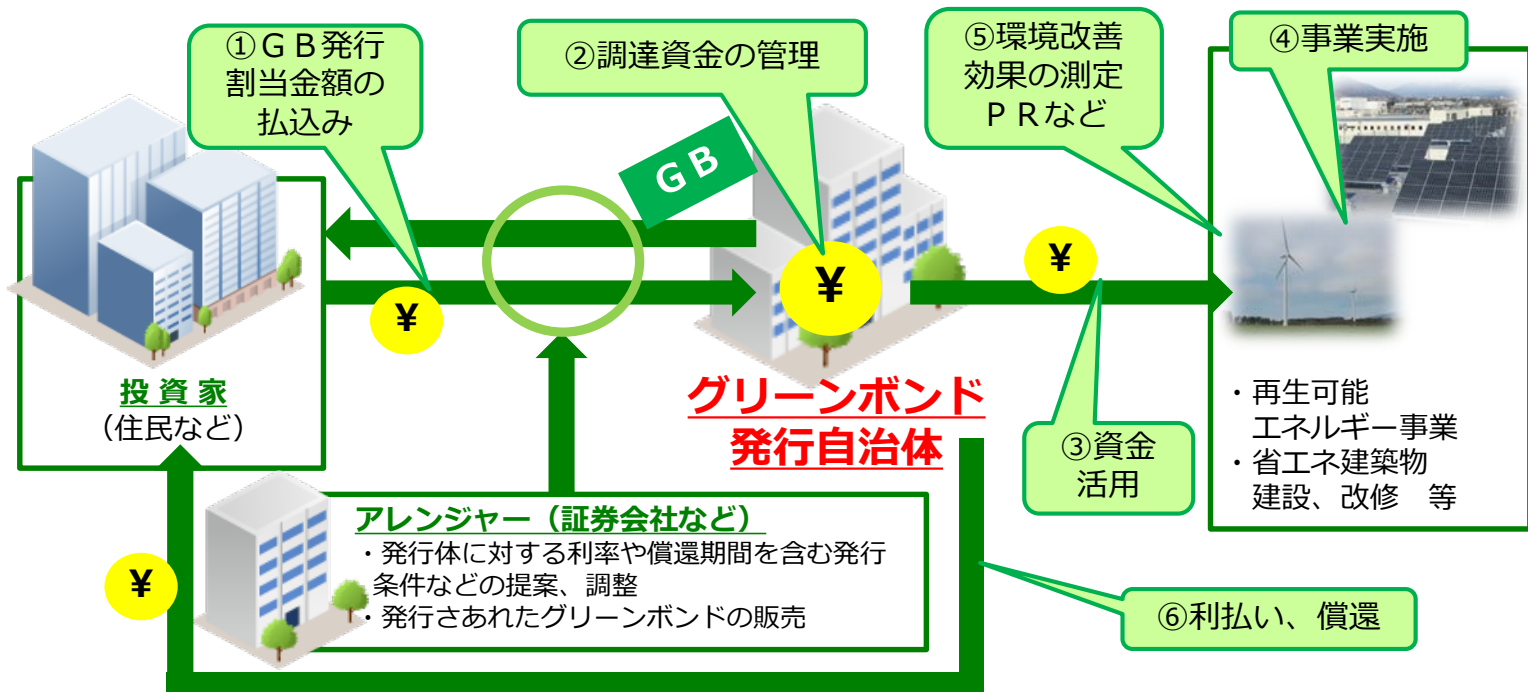 ①ＧＢ発行
割当金額の
払込み
②調達資金の管理
⑤環境改善
効果の測定
ＰＲなど
④事業実施
ＧＢ
¥
¥
¥
投 資 家
（住民など）
グリーンボンド
発行自治体
③資金
活用
・再生可能
エネルギー事業
・省エネ建築物
建設、改修　等
アレンジャー（証券会社など）
・発行体に対する利率や償還期間を含む発行
条件などの提案、調整
・発行さあれたグリーンボンドの販売
¥
⑥利払い、償還